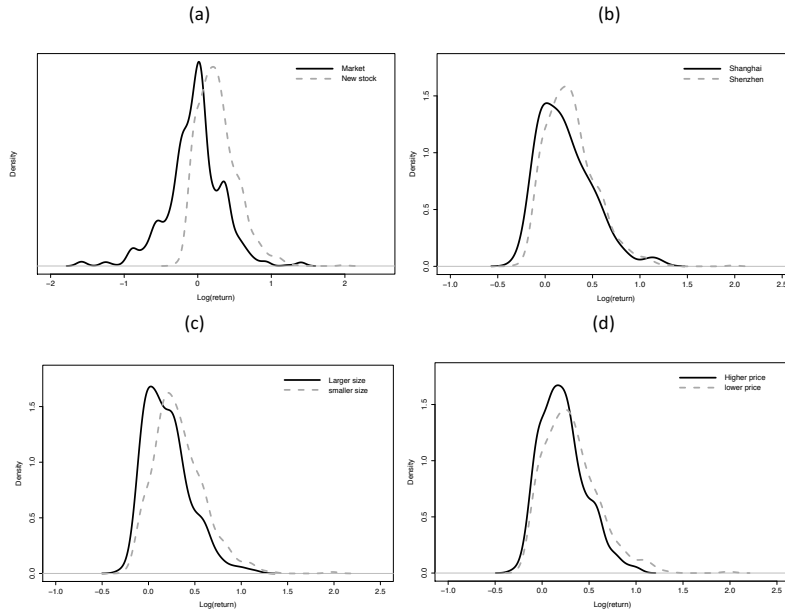 (a)
Market
New stock
Density
−2 −1 0 1 2
Log(return)
(b)
Shanghai
Shenzhen
Density
0.0 0.5 1.0 1.5
−1.0 −0.5 0.0 0.5 1.0 1.5 2.0 2.5
Log(return)
(c)
Larger size
smaller size
Density
0.0 0.5 1.0 1.5
−1.0 −0.5 0.0 0.5 1.0 1.5 2.0 2.5
Log(return)
(d)
Higher price
lower price
Density
0.0 0.5 1.0 1.5
−1.0 −0.5 0.0 0.5 1.0 1.5 2.0 2.5
Log(return)